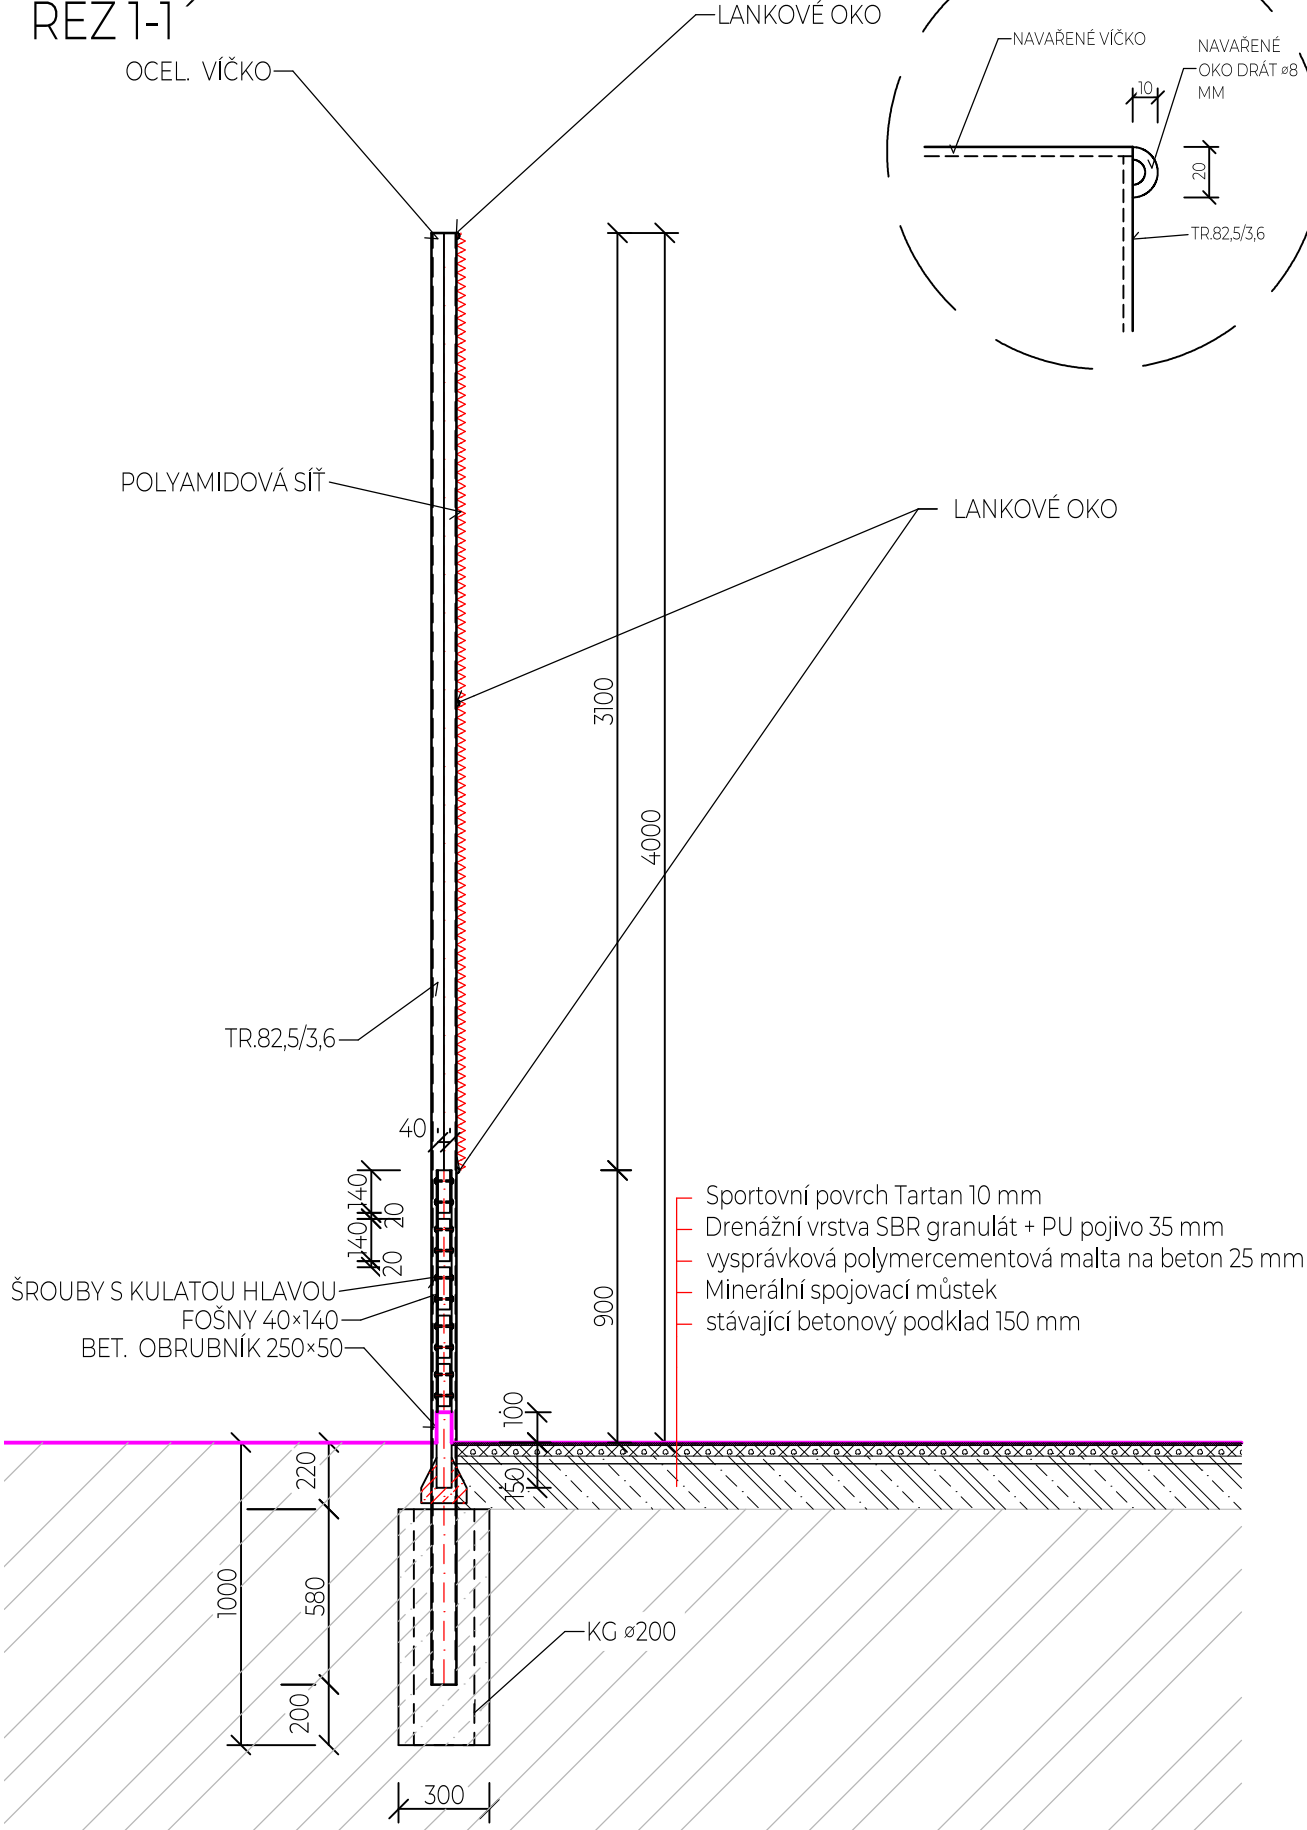 ŘEZ 1-1´
LANKOVÉ OKO
OCEL. VÍČKO
NAVAŘENÉ VÍČKO
NAVAŘENÉ
OKO DRÁT ø8
MM
10
20
TR.82,5/3,6
POLYAMIDOVÁ SÍŤ
LANKOVÉ OKO
3100
4000
TR.82,5/3,6
40
140
20
140
20
Sportovní povrch Tartan 10 mm
Drenážní vrstva SBR granulát + PU pojivo 35 mm
vysprávková polymercementová malta na beton 25 mm
Minerální spojovací můstek
stávající betonový podklad 150 mm
ŠROUBY S KULATOU HLAVOU
FOŠNY 40×140
BET. OBRUBNÍK 250×50
900
100
150
220
1000
580
200
KG ø200
300